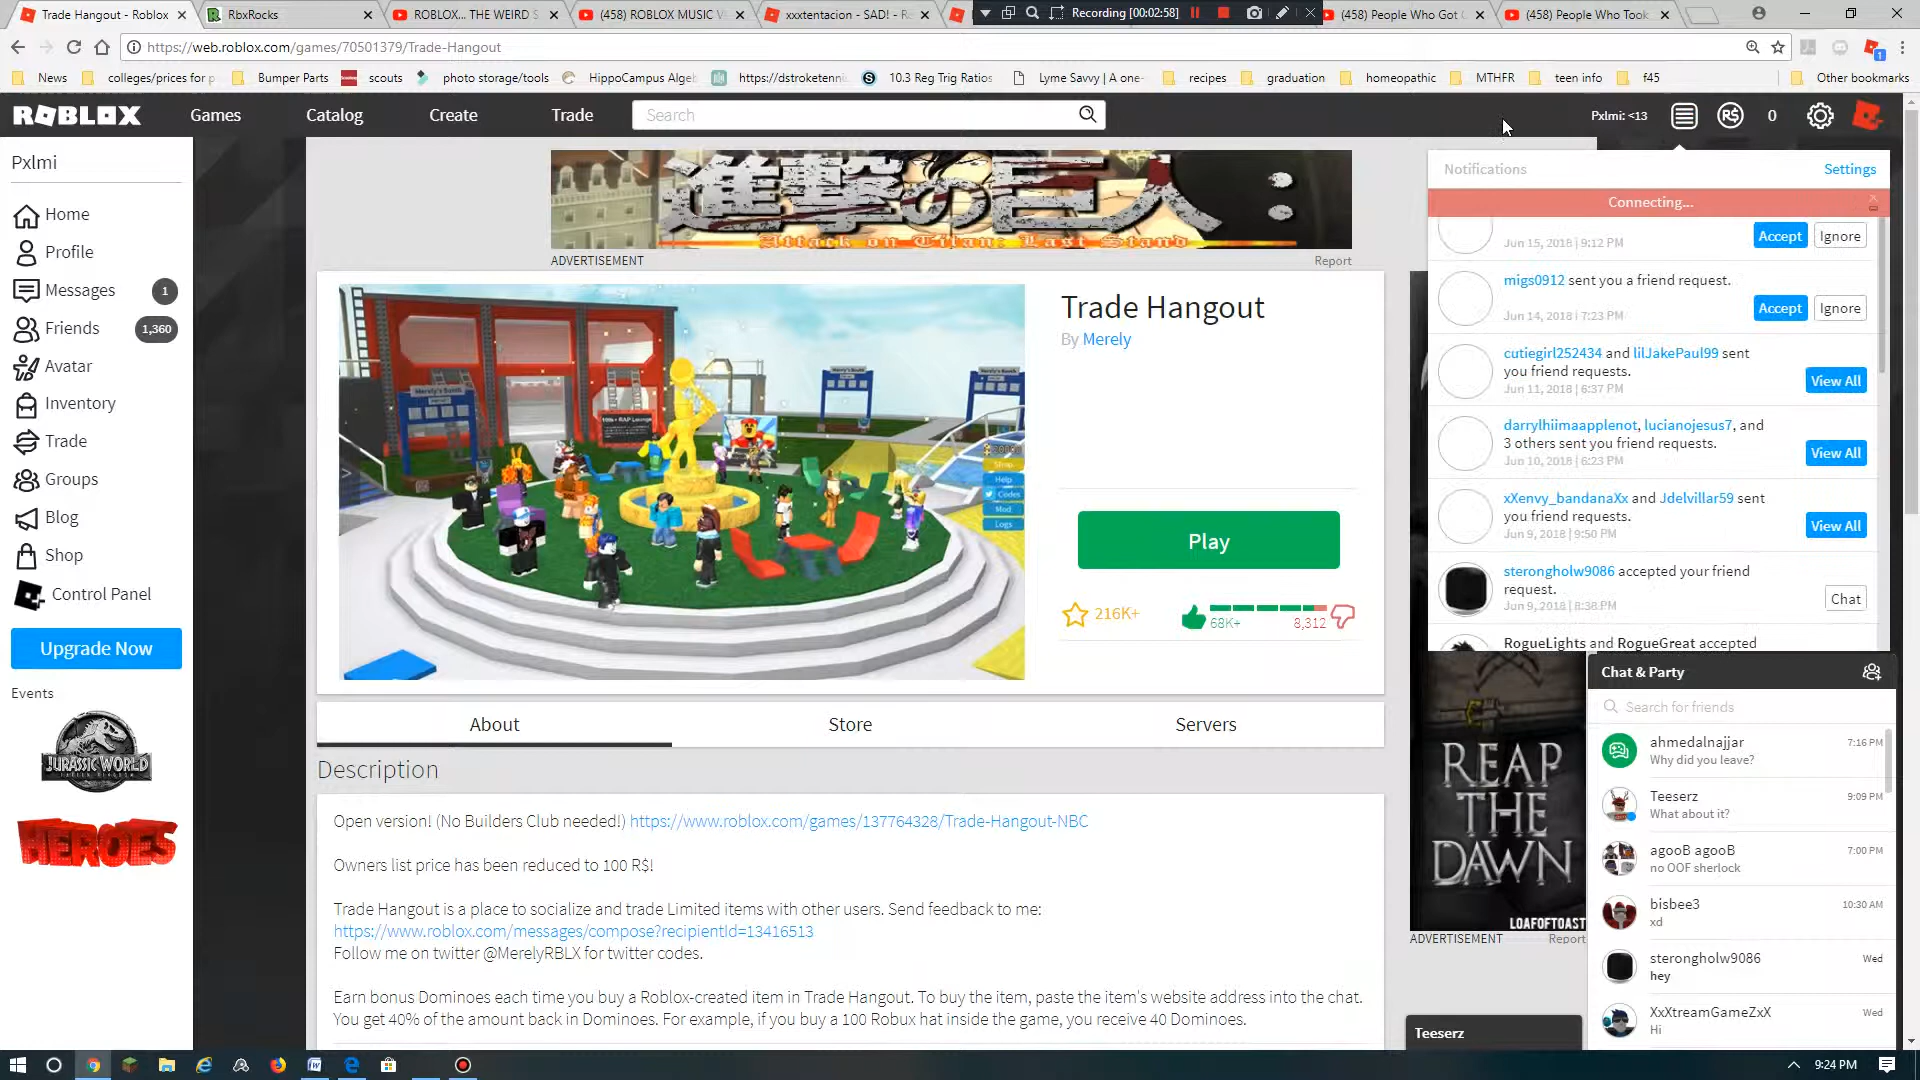 Trade Hangout - Roblox
RbxRocks
ROBLOX... THE WEIRD S
(458) ROBLOX MUSIC V
xxxtentacion - SAD! - R
Recording [00:02:58]
(458) People Who Got
(458) People Who Took
https://web.roblox.com/games/70501379/Trade-Hangout
News
colleges/prices for p
Bumper Parts
scouts
photo storage/tools
HippoCampus Alge
https://dstroketenni
10.3 Reg Trig Ratios
Lyme Savvy | A one-
recipes
graduation
homeopathic
MTHFR
teen info
f45
Other bookmarks
ROBLOX
Games
Catalog
Create
Trade
Search
Pxlmi: <13
0
Pxlmi
Home
Profile
Messages 1
Friends 1,360
Avatar
Inventory
Trade
Groups
Blog
Shop
Control Panel
Upgrade Now
Events
JURASSIC WORLD
HEROES
進撃の巨人:
Attack on Titan: Last Stand
ADVERTISEMENT
Report
Trade Hangout
By Merely
Shop
Help
Codes
Mod
Logs
Play
216K+
68K+
8,312
About
Store
Servers
Description
Open version! (No Builders Club needed!) https://www.roblox.com/games/137764328/Trade-Hangout-NBC
Owners list price has been reduced to 100 R$!
Trade Hangout is a place to socialize and trade Limited items with other users. Send feedback to me:
https://www.roblox.com/messages/compose?recipientId=13416513
Follow me on twitter @MerelyRBLX for twitter codes.
Earn bonus Dominoes each time you buy a Roblox-created item in Trade Hangout. To buy the item, paste the item's website address into the chat.
You get 40% of the amount back in Dominoes. For example, if you buy a 100 Robux hat inside the game, you receive 40 Dominoes.
Notifications
Settings
Connecting...
Jun 15, 2018 | 9:12 PM
Accept
Ignore
migs0912 sent you a friend request.
Jun 14, 2018 | 7:23 PM
Accept
Ignore
cutiegirl252434 and lilJakePaul99 sent
you friend requests.
Jun 11, 2018 | 6:37 PM
View All
darrylhiimaapplenot, lucianojesus7, and
3 others sent you friend requests.
Jun 10, 2018 | 6:23 PM
View All
xXenvy_bandanaXx and Jdelvillar59 sent
you friend requests.
Jun 9, 2018 | 9:50 PM
View All
sterongholw9086 accepted your friend
request.
Jun 9, 2018 | 8:38 PM
Chat
RogueLights and RogueGreat accepted
REAP
THE
DAWN
LOAFOFTOAST
ADVERTISEMENT
Report
Chat & Party
Search for friends
ahmedalnajjar 7:16 PM
Why did you leave?
Teeserz 9:09 PM
What about it?
agooB agooB 7:00 PM
no OOF sherlock
bisbee3 10:30 AM
xd
sterongholw9086 Wed
hey
XxXtreamGameZxX Wed
Hi
Teeserz
9:24 PM